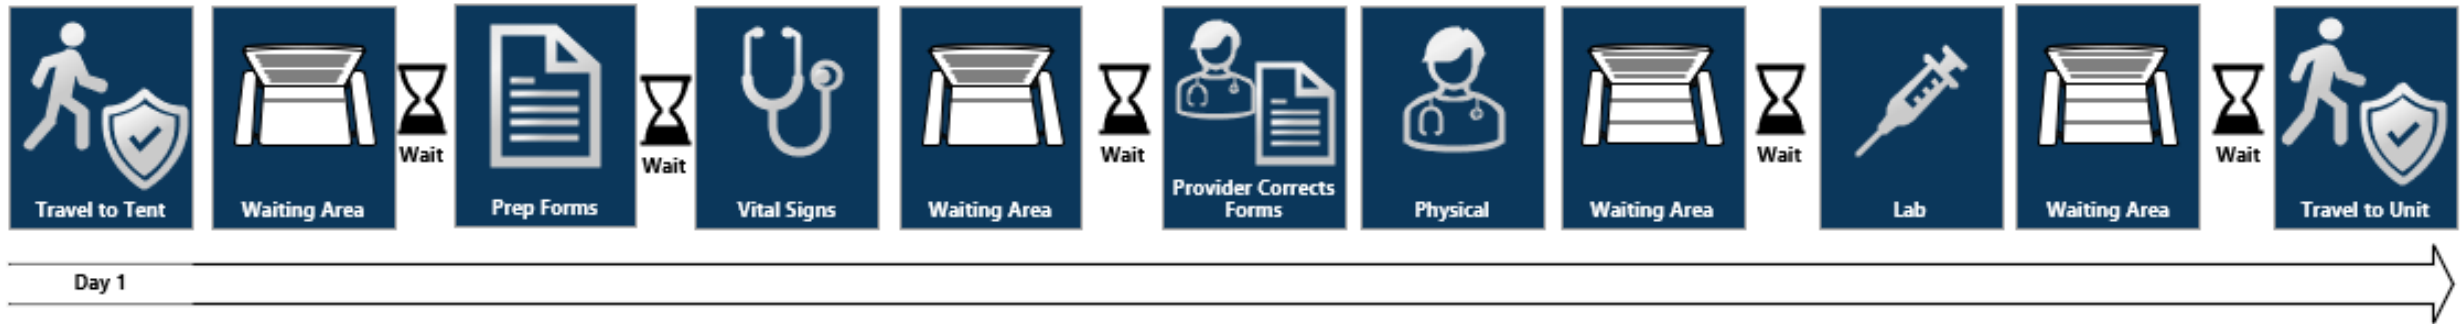 Travel to Tent
Waiting Area
Wait
Prep Forms
Wait
Vital Signs
Waiting Area
Wait
Provider Corrects
Forms
Physical
Waiting Area
Wait
Lab
Waiting Area
Wait
Travel to Unit
Day 1